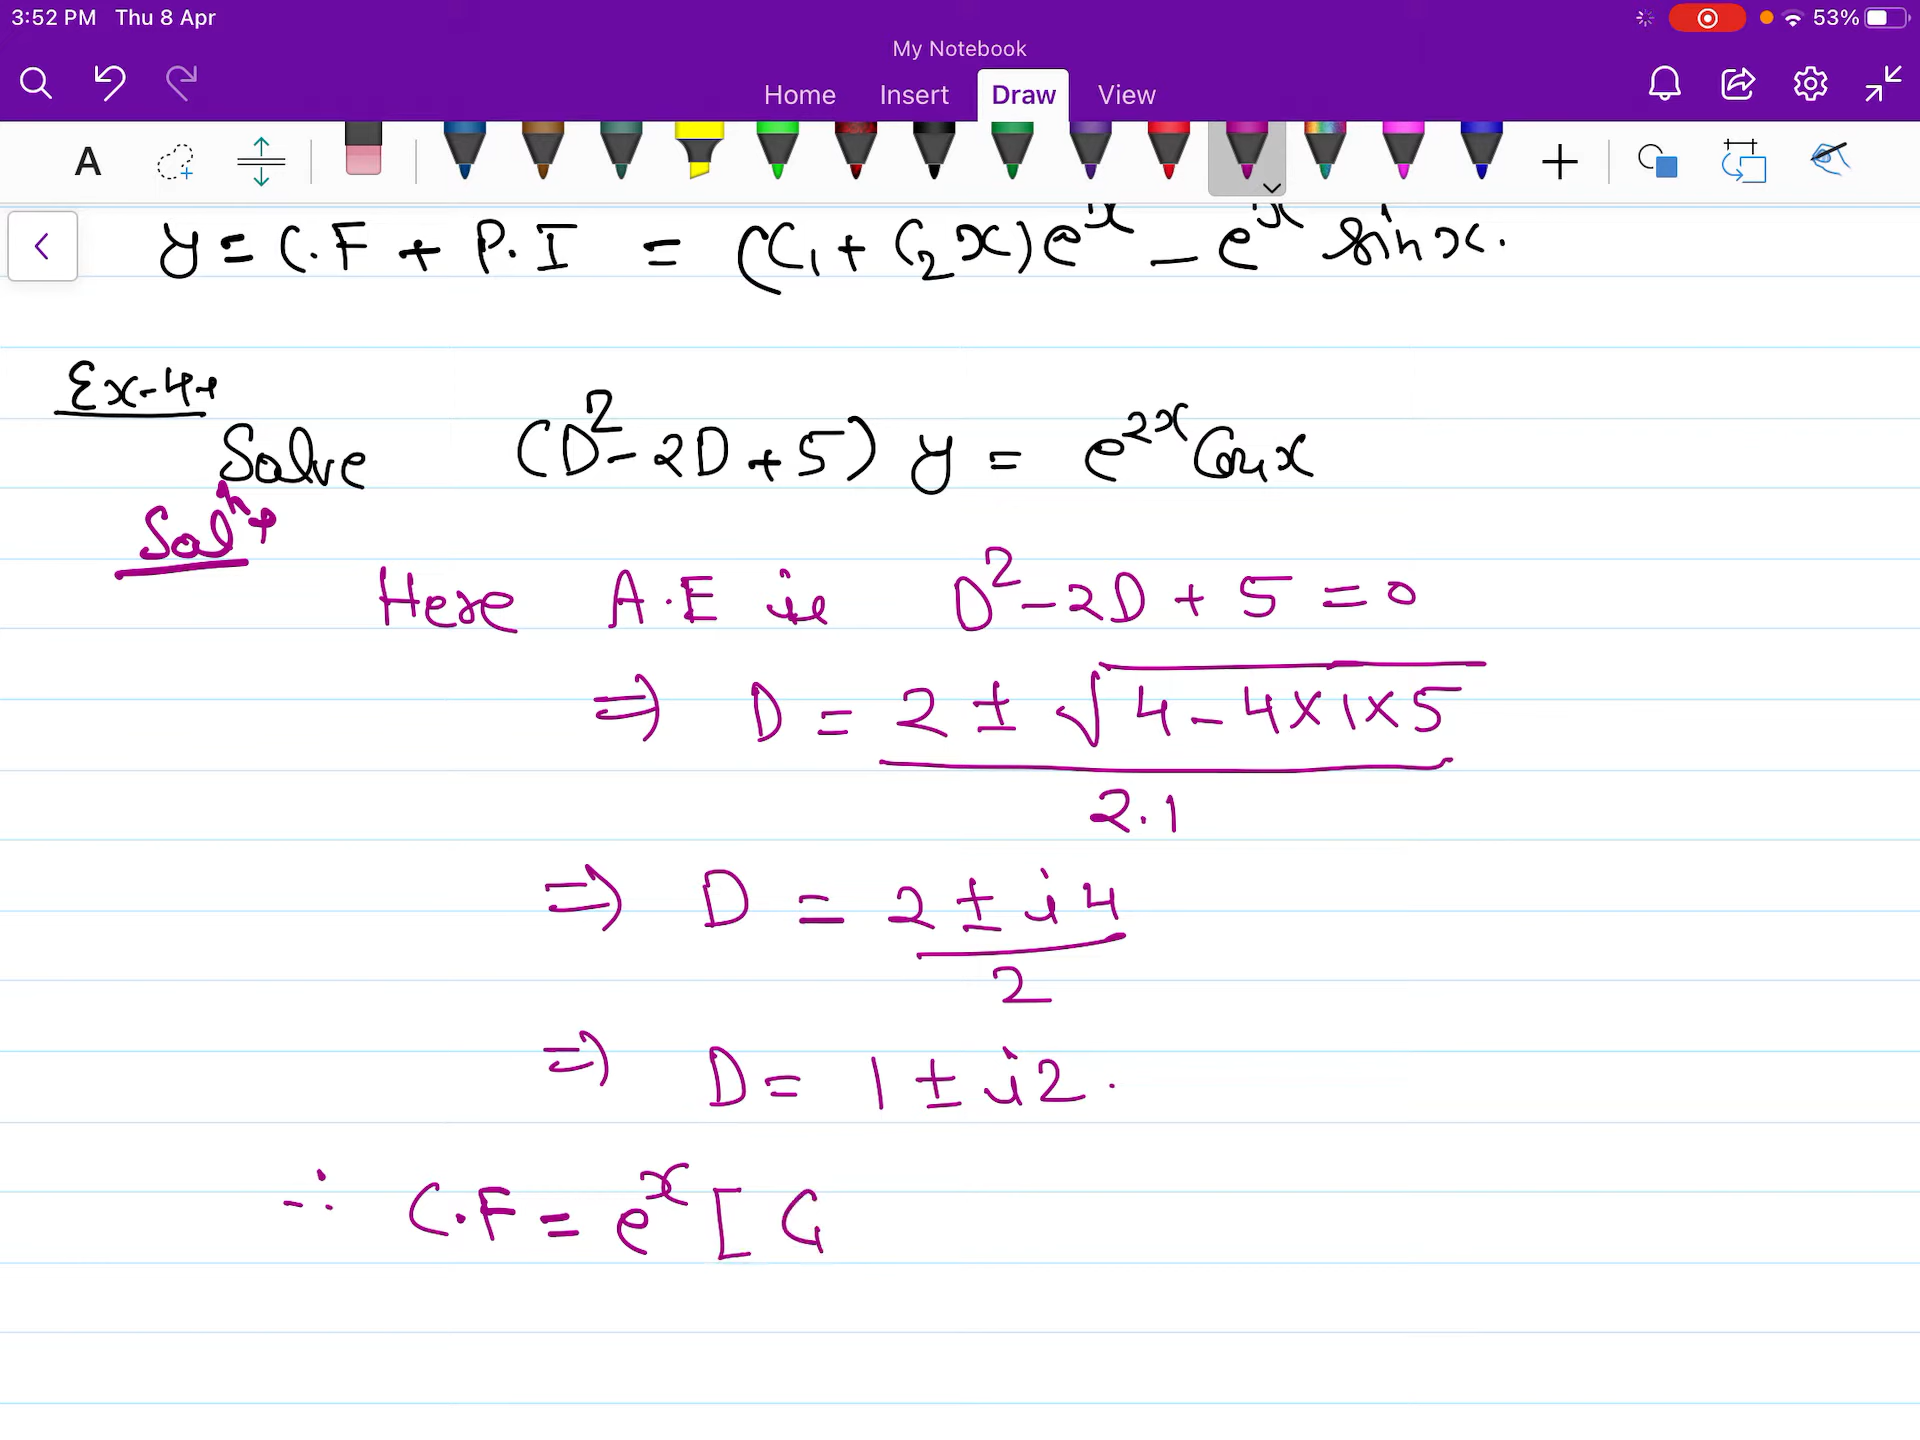 3:52 PM Thu 8 Apr 53%
My Notebook
Home Insert Draw View
A
y = C.F + P.I = (C₁ + C₂x)e^x − e^x sin x.
Ex-4→
Solve (D² − 2D + 5) y = e^2x Cos x
Solⁿ→
Here A.E is D² − 2D + 5 = 0
⇒ D = 2 ± √4 − 4×1×5
2.1
⇒ D = 2 ± i4
2
⇒ D = 1 ± i2.
∴ C.F = e^x [ C₁